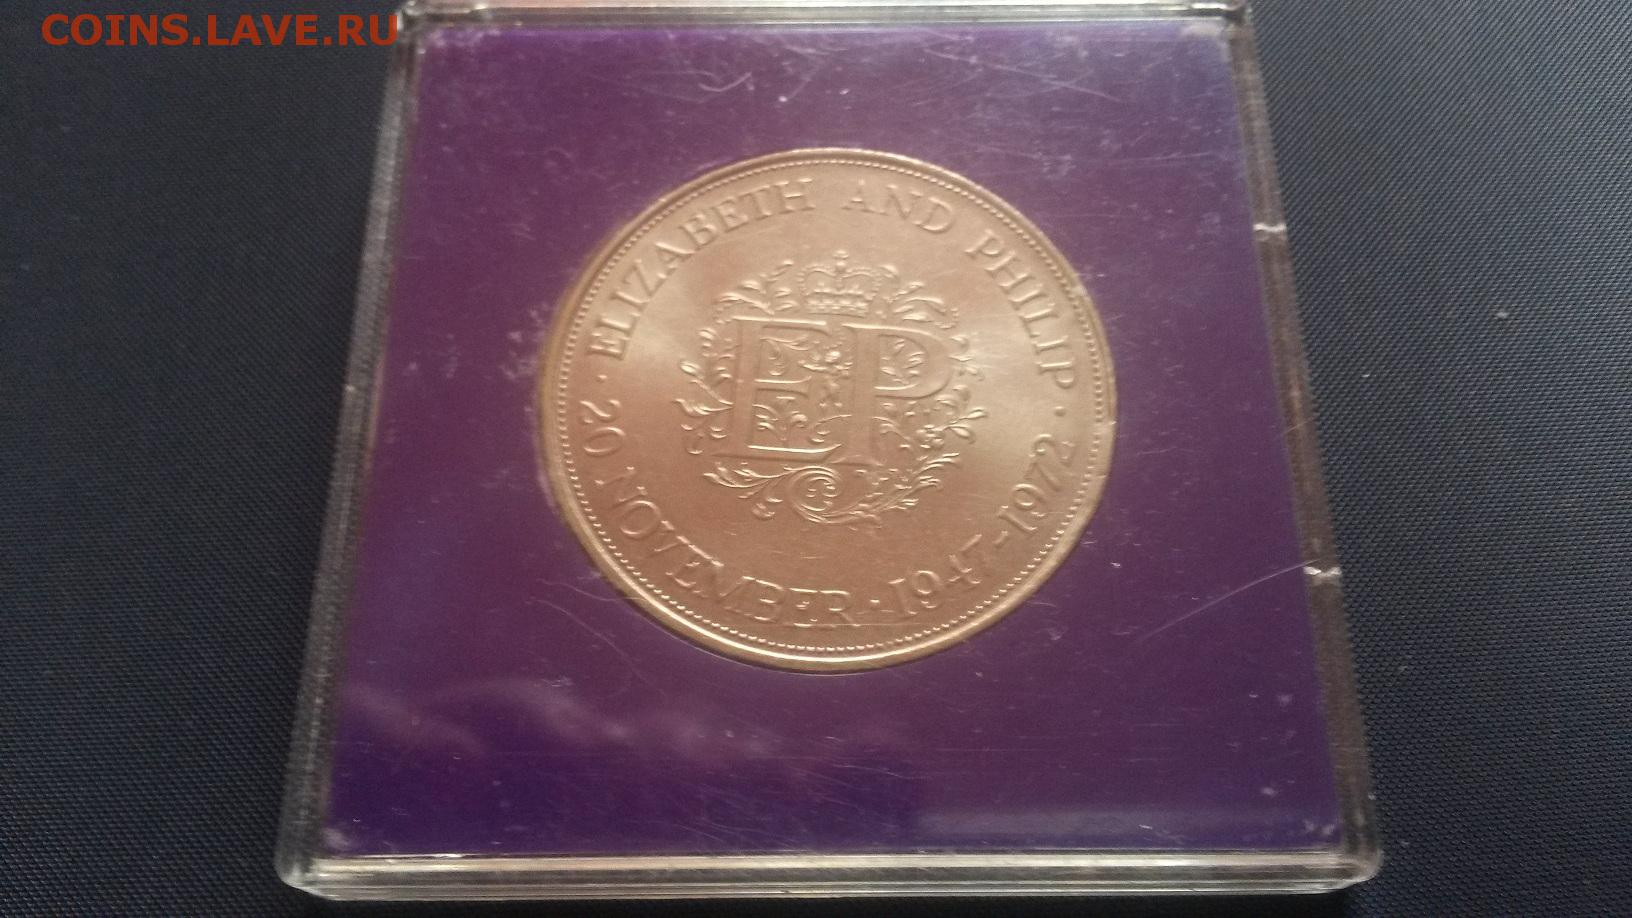 COINS.LAVE.RU
· ELIZABETH AND PHILIP ·
20 NOVEMBER · 1947-1972
EP